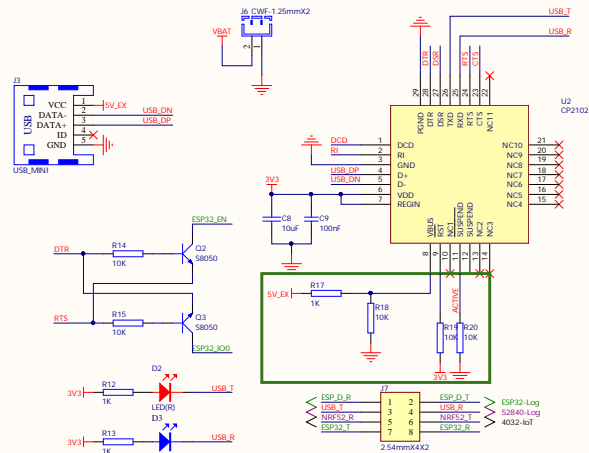 J6 CWF-1.25mmX2
VBAT
2
1
USB_T
USB_R
DTR
DSR
RTS
CTS
29
28
27
26
25
24
23
22
PGND
DTR
DSR
TXD
RXD
RTS
CTS
NC11
U2
CP2102
J3
USB
VCC
DATA-
DATA+
ID
GND
1
2
3
4
5
5V_EX
USB_DN
USB_DP
USB_MINI
DCD
RI
USB_DP
USB_DN
1
2
3
4
5
6
7
DCD
RI
GND
D+
D-
VDD
REGIN
NC10
NC9
NC8
NC7
NC6
NC5
NC4
21
20
19
18
17
16
15
VBUS
RST
NC1
SUSPEND
SUSPEND
NC2
NC3
8
9
10
11
12
13
14
3V3
C8
10uF
C9
100nF
ESP32_EN
DTR
R14
10K
Q2
S8050
RTS
R15
10K
Q3
S8050
ESP32_IO0
5V_EX
R17
1K
R18
10K
ACTIVE
R19
10K
R20
10K
3V3
D2
3V3
R12
1K
LED(R)
USB_T
D3
3V3
R13
1K
USB_R
J7
ESP_D_R
1
2
ESP_D_T
ESP32-Log
USB_T
3
4
USB_R
52840-Log
NRF52_R
5
6
NRF52_T
4032-IoT
ESP32_T
7
8
ESP32_R
2.54mmX4X2